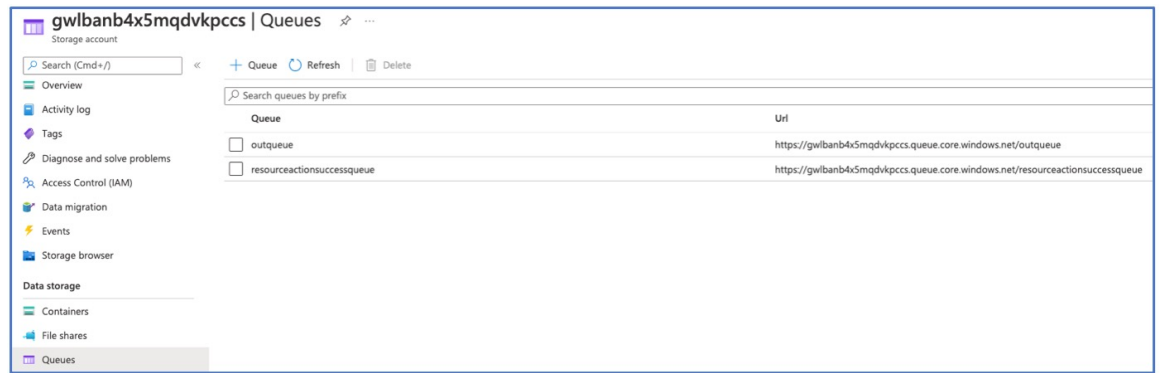 gwlbanb4x5mqdvkpccs | Queues
Storage account
Search (Cmd+/)
Overview
Activity log
Tags
Diagnose and solve problems
Access Control (IAM)
Data migration
Events
Storage browser
Data storage
Containers
File shares
Queues
Queue Refresh Delete
Search queues by prefix
Queue Url
outqueue https://gwlbanb4x5mqdvkpccs.queue.core.windows.net/outqueue
resourceactionsuccessqueue https://gwlbanb4x5mqdvkpccs.queue.core.windows.net/resourceactionsuccessqueue